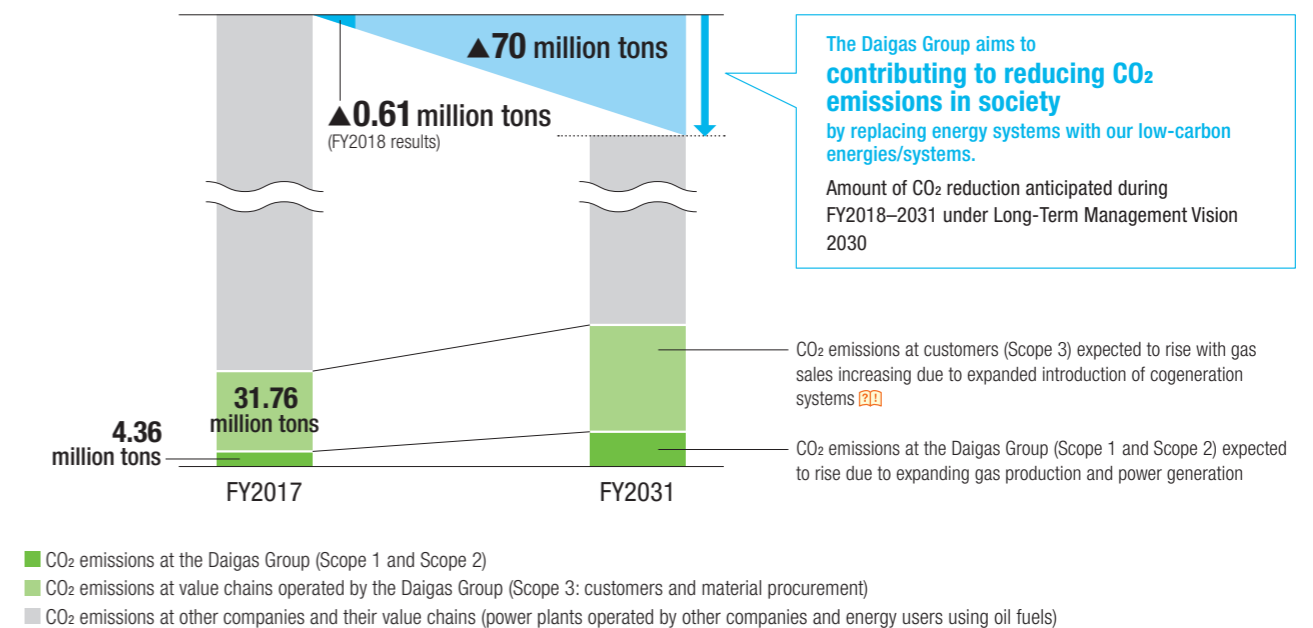 ▲70 million tons
▲0.61 million tons
(FY2018 results)
The Daigas Group aims to
contributing to reducing CO₂
emissions in society
by replacing energy systems with our low-carbon
energies/systems.
Amount of CO₂ reduction anticipated during
FY2018–2031 under Long-Term Management Vision
2030
31.76
million tons
4.36
million tons
CO₂ emissions at customers (Scope 3) expected to rise with gas
sales increasing due to expanded introduction of cogeneration
systems ?!
CO₂ emissions at the Daigas Group (Scope 1 and Scope 2) expected
to rise due to expanding gas production and power generation
FY2017
FY2031
CO₂ emissions at the Daigas Group (Scope 1 and Scope 2)
CO₂ emissions at value chains operated by the Daigas Group (Scope 3: customers and material procurement)
CO₂ emissions at other companies and their value chains (power plants operated by other companies and energy users using oil fuels)